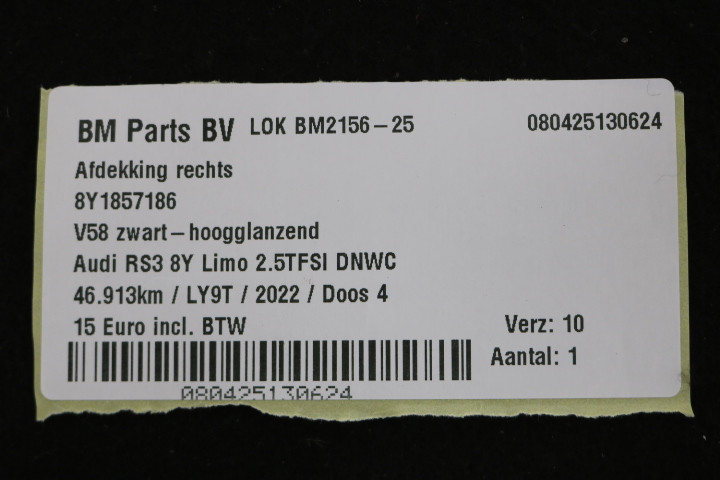 BM Parts BV LOK BM2156-25 080425130624
Afdekking rechts
8Y1857186
V58 zwart-hoogglanzend
Audi RS3 8Y Limo 2.5TFSI DNWC
46.913km / LY9T / 2022 / Doos 4
15 Euro incl. BTW Verz: 10
Aantal: 1
080425130624